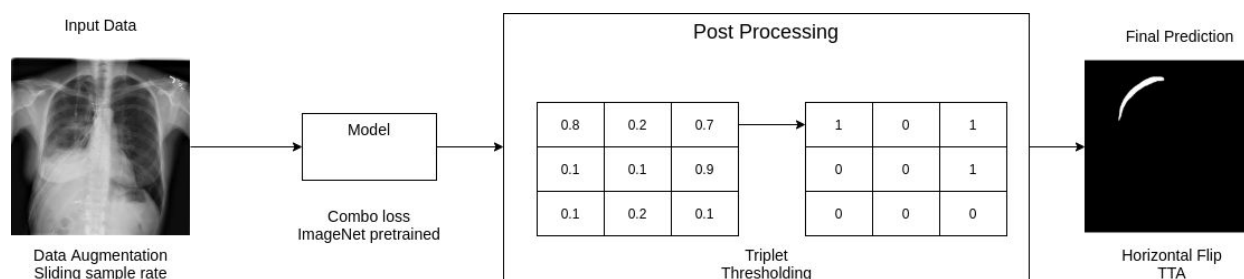 Input Data
Data Augmentation
Sliding sample rate
Model
Combo loss
ImageNet pretrained
Post Processing
0.8 0.2 0.7
0.1 0.1 0.9
0.1 0.2 0.1
1 0 1
0 0 1
0 0 0
Triplet
Thresholding
Final Prediction
Horizontal Flip
TTA